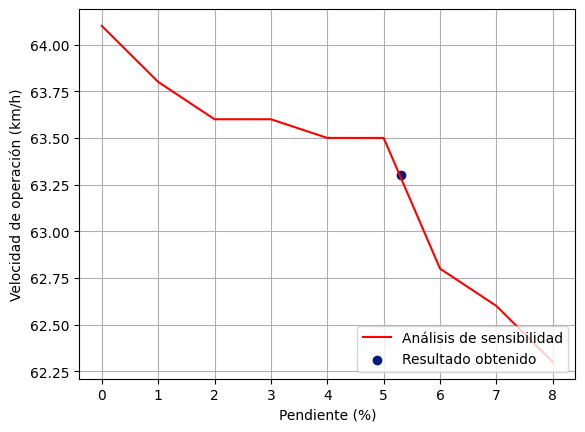 64.00
63.75
63.50
63.25
63.00
62.75
62.50
62.25
Velocidad de operación (km/h)
Análisis de sensibilidad
Resultado obtenido
0 1 2 3 4 5 6 7 8
Pendiente (%)